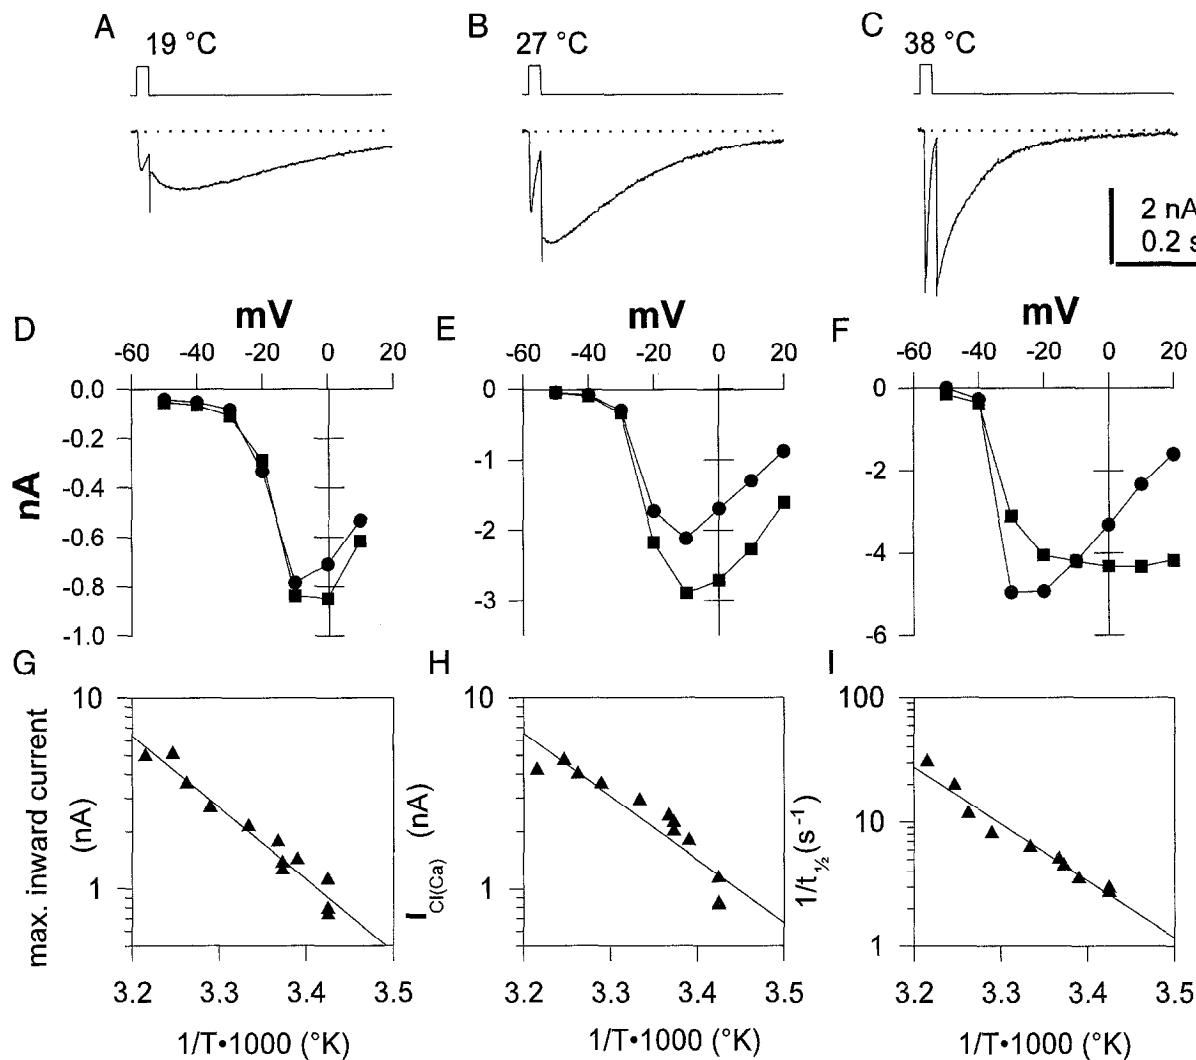 A B C
19 °C 27 °C 38 °C
2 nA
0.2 s
D mV E mV F mV
-60 -40 -20 0 20 -60 -40 -20 0 20 -60 -40 -20 0 20
nA
0.0
-0.2
-0.4
-0.6
-0.8
-1.0
0
-1
-2
-3
0
-2
-4
-6
G H I
max. inward current
(nA)
10
1
I Cl(Ca) (nA)
10
1
1/t ½ (s⁻¹)
100
10
1
3.2 3.3 3.4 3.5 3.2 3.3 3.4 3.5 3.2 3.3 3.4 3.5
1/T•1000 (°K) 1/T•1000 (°K) 1/T•1000 (°K)